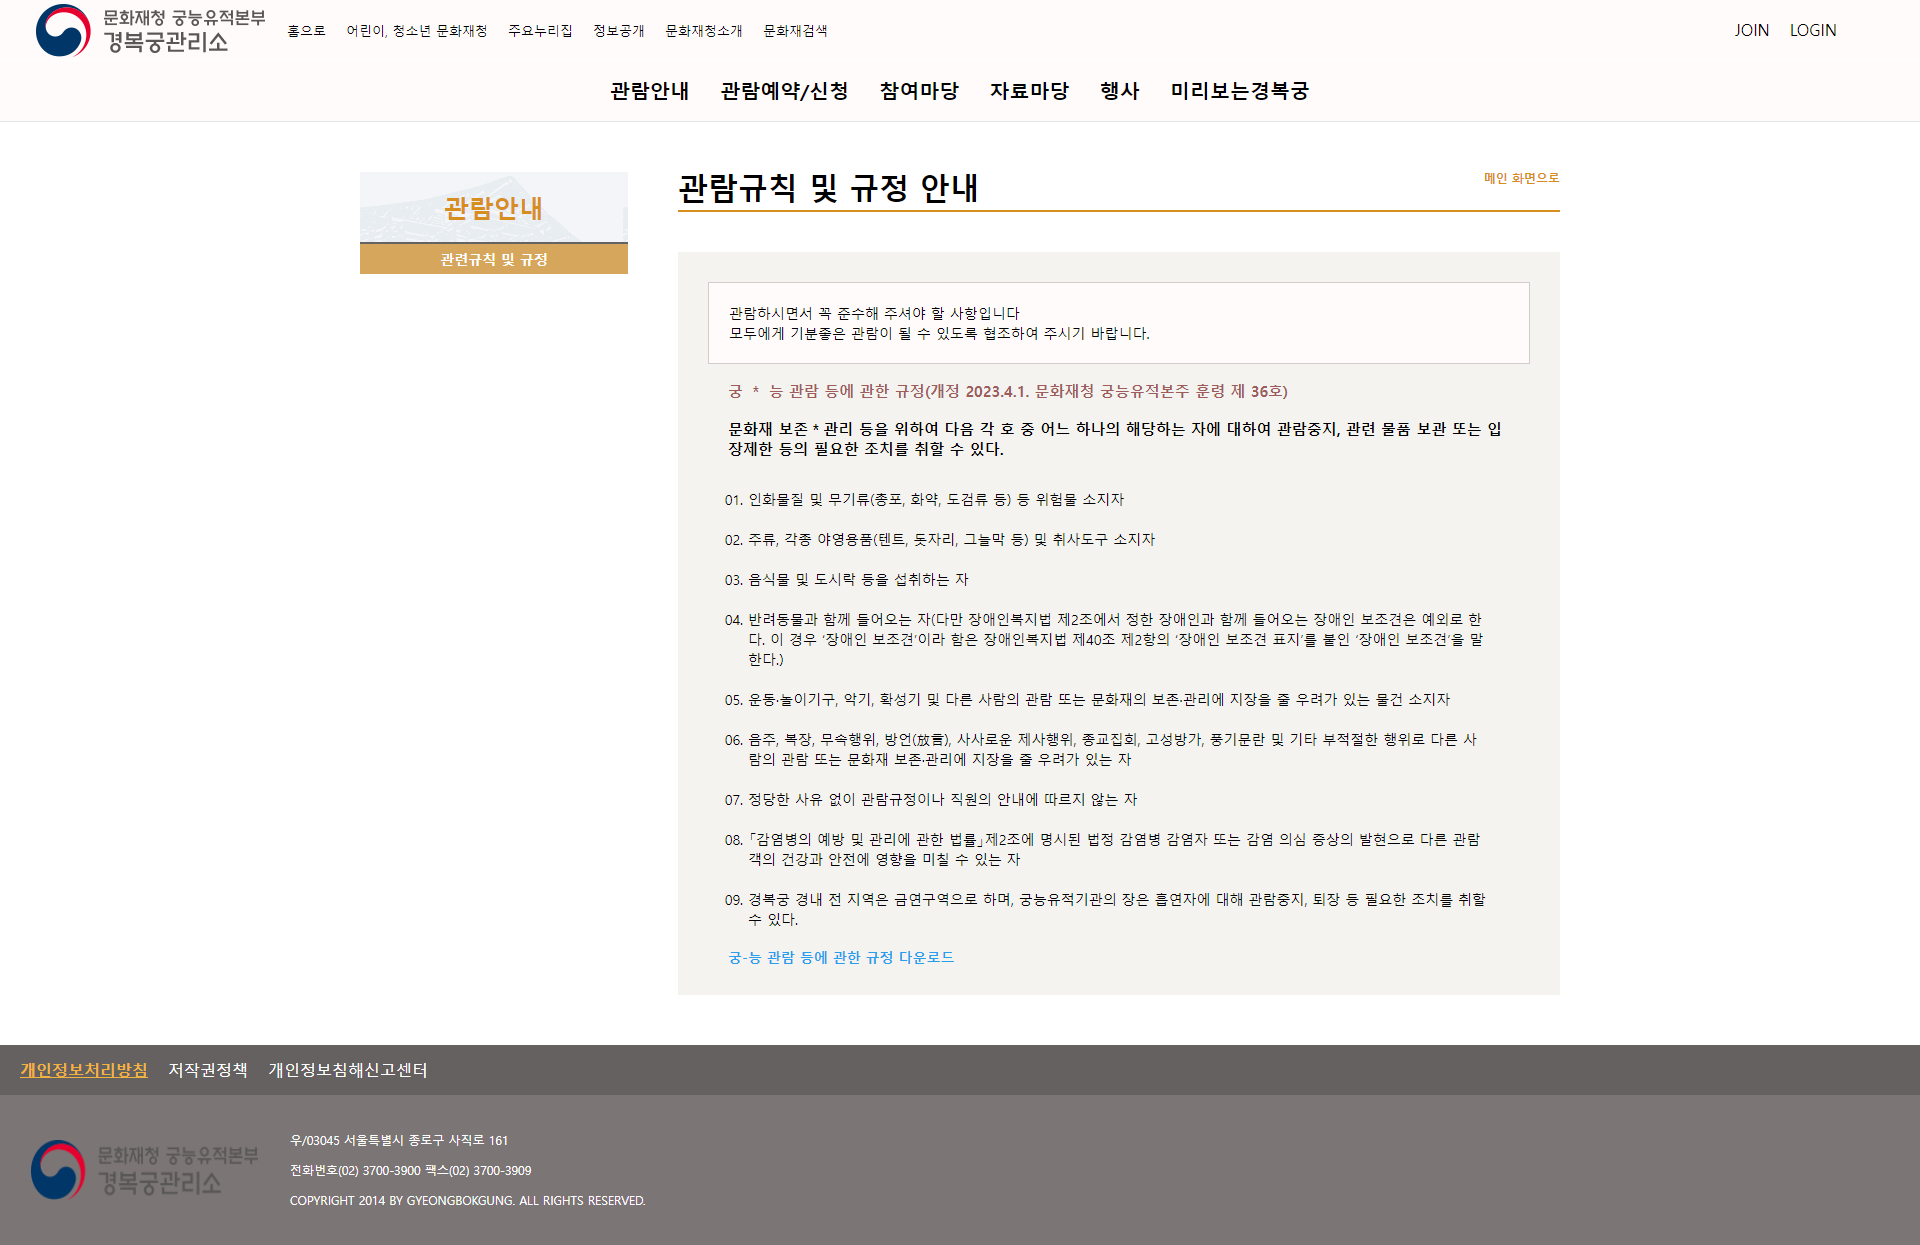 문화재청 궁능유적본부
경복궁관리소
홈으로 어린이, 청소년 문화재청 주요누리집 정보공개 문화재청소개 문화재검색
JOIN LOGIN
관람안내 관람예약/신청 참여마당 자료마당 행사 미리보는경복궁
관람안내
관련규칙 및 규정
관람규칙 및 규정 안내
메인 화면으로
관람하시면서 꼭 준수해 주셔야 할 사항입니다
모두에게 기분좋은 관람이 될 수 있도록 협조하여 주시기 바랍니다.
궁 * 능 관람 등에 관한 규정(개정 2023.4.1. 문화재청 궁능유적본주 훈령 제 36호)
문화재 보존 * 관리 등을 위하여 다음 각 호 중 어느 하나의 해당하는 자에 대하여 관람중지, 관련 물품 보관 또는 입
장제한 등의 필요한 조치를 취할 수 있다.
01. 인화물질 및 무기류(총포, 화약, 도검류 등) 등 위험물 소지자
02. 주류, 각종 야영용품(텐트, 돗자리, 그늘막 등) 및 취사도구 소지자
03. 음식물 및 도시락 등을 섭취하는 자
04. 반려동물과 함께 들어오는 자(다만 장애인복지법 제2조에서 정한 장애인과 함께 들어오는 장애인 보조견은 예외로 한
다. 이 경우 ‘장애인 보조견’이라 함은 장애인복지법 제40조 제2항의 ‘장애인 보조견 표지’를 붙인 ‘장애인 보조견’을 말
한다.)
05. 운동·놀이기구, 악기, 확성기 및 다른 사람의 관람 또는 문화재의 보존·관리에 지장을 줄 우려가 있는 물건 소지자
06. 음주, 복장, 무속행위, 방언(放言), 사사로운 제사행위, 종교집회, 고성방가, 풍기문란 및 기타 부적절한 행위로 다른 사
람의 관람 또는 문화재 보존·관리에 지장을 줄 우려가 있는 자
07. 정당한 사유 없이 관람규정이나 직원의 안내에 따르지 않는 자
08. 「감염병의 예방 및 관리에 관한 법률」제2조에 명시된 법정 감염병 감염자 또는 감염 의심 증상의 발현으로 다른 관람
객의 건강과 안전에 영향을 미칠 수 있는 자
09. 경복궁 경내 전 지역은 금연구역으로 하며, 궁능유적기관의 장은 흡연자에 대해 관람중지, 퇴장 등 필요한 조치를 취할
수 있다.
궁-능 관람 등에 관한 규정 다운로드
개인정보처리방침 저작권정책 개인정보침해신고센터
문화재청 궁능유적본부
경복궁관리소
우/03045 서울특별시 종로구 사직로 161
전화번호(02) 3700-3900 팩스(02) 3700-3909
COPYRIGHT 2014 BY GYEONGBOKGUNG. ALL RIGHTS RESERVED.